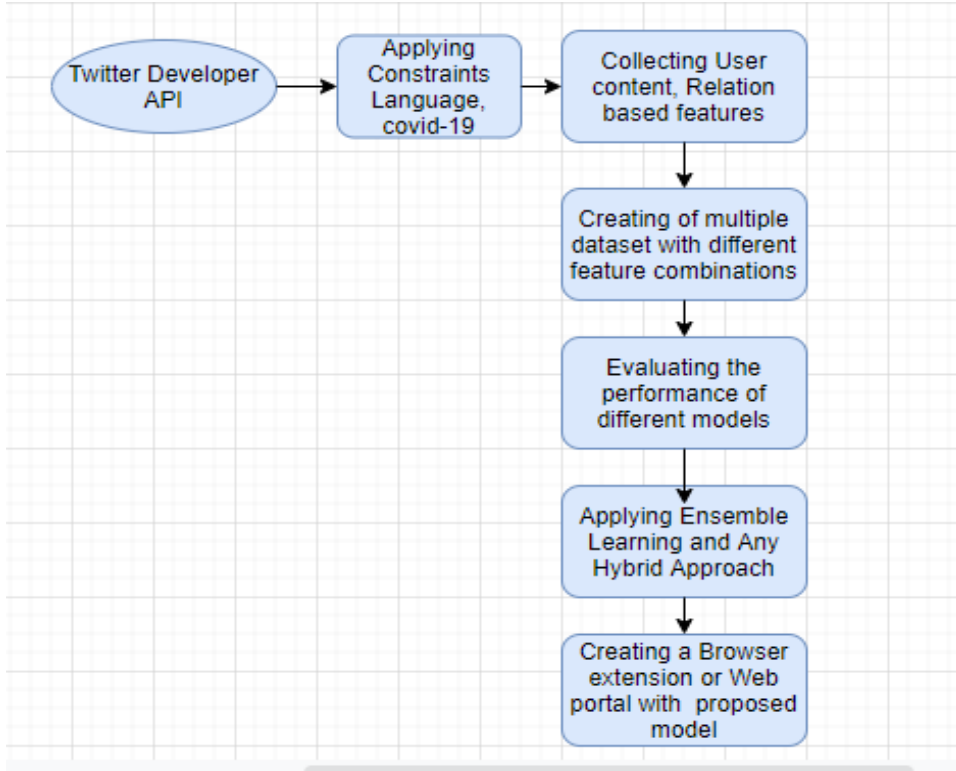 Twitter Developer
API
Applying
Constraints
Language,
covid-19
Collecting User
content, Relation
based features
Creating of multiple
dataset with different
feature combinations
Evaluating the
performance of
different models
Applying Ensemble
Learning and Any
Hybrid Approach
Creating a Browser
extension or Web
portal with proposed
model